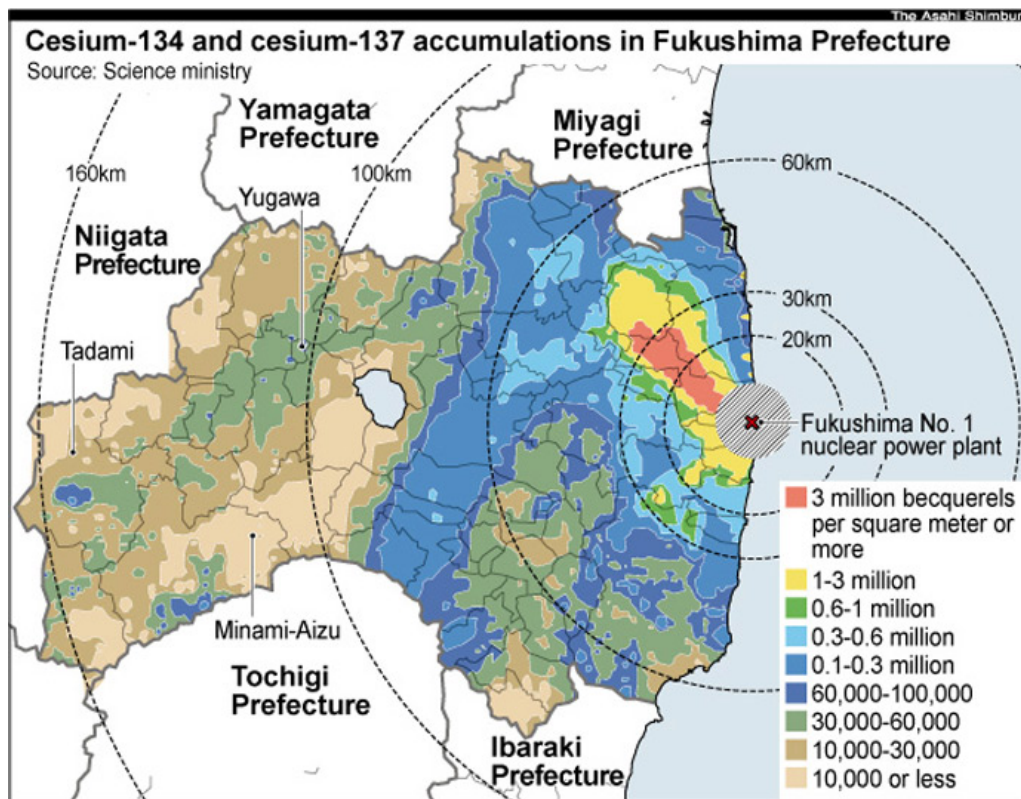 The Asahi Shimbun
Cesium-134 and cesium-137 accumulations in Fukushima Prefecture
Source: Science ministry
Yamagata
Prefecture
Miyagi
Prefecture
160km
100km
60km
Yugawa
Niigata
Prefecture
30km
20km
Tadami
Fukushima No. 1
nuclear power plant
3 million becquerels
per square meter or
more
1-3 million
0.6-1 million
0.3-0.6 million
0.1-0.3 million
60,000-100,000
30,000-60,000
10,000-30,000
10,000 or less
Minami-Aizu
Tochigi
Prefecture
Ibaraki
Prefecture